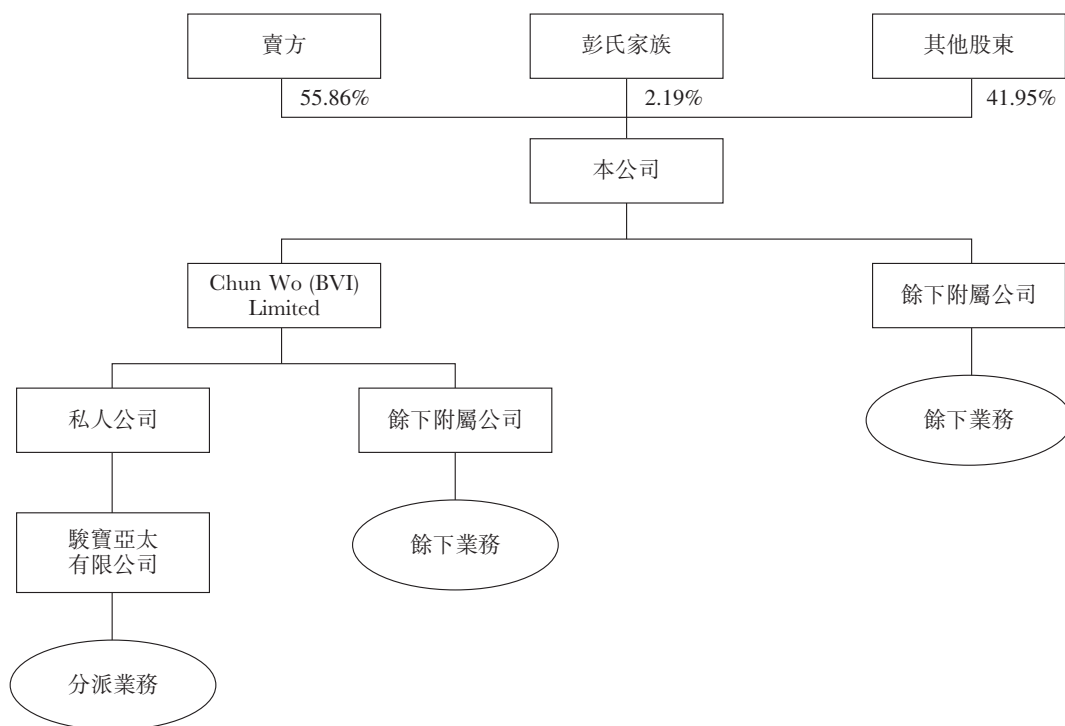 賣方
彭氏家族
其他股東
55.86%
2.19%
41.95%
本公司
Chun Wo (BVI)
Limited
餘下附屬公司
私人公司
餘下附屬公司
餘下業務
駿寶亞太
有限公司
餘下業務
分派業務